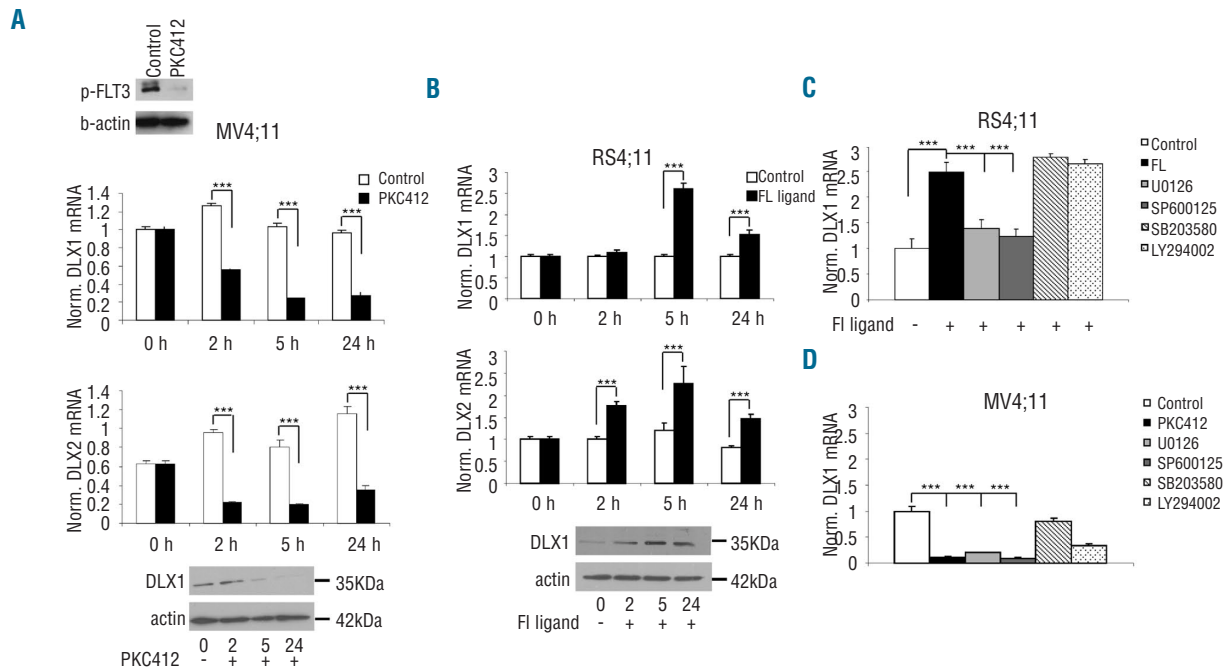 A
Control
PKC412
p-FLT3
b-actin
MV4;11
Control
PKC412
Norm. DLX1 mRNA
1.4
1.2
1
0.8
0.6
0.4
0.2
0
***
***
***
0 h 2 h 5 h 24 h
Norm. DLX2 mRNA
1.4
1.2
1
0.8
0.6
0.4
0.2
0
***
***
***
0 h 2 h 5 h 24 h
DLX1 35KDa
actin 42kDa
0 2 5 24
PKC412 - + + +
B
RS4;11
Control
FL ligand
Norm. DLX1 mRNA
3
2.5
2
1.5
1
0.5
0
***
***
0 h 2 h 5 h 24 h
Norm. DLX2 mRNA
3
2.5
2
1.5
1
0.5
0
***
***
***
0 h 2 h 5 h 24 h
DLX1 35KDa
actin 42kDa
0 2 5 24
Fl ligand - + + +
C
RS4;11
Control
FL
U0126
SP600125
SB203580
LY294002
Norm. DLX1 mRNA
3
2.5
2
1.5
1
0.5
0
*** *** ***
Fl ligand - + + + + +
D
MV4;11
Control
PKC412
U0126
SP600125
SB203580
LY294002
Norm. DLX1 mRNA
3
2.5
2
1.5
1
0.5
0
*** *** ***